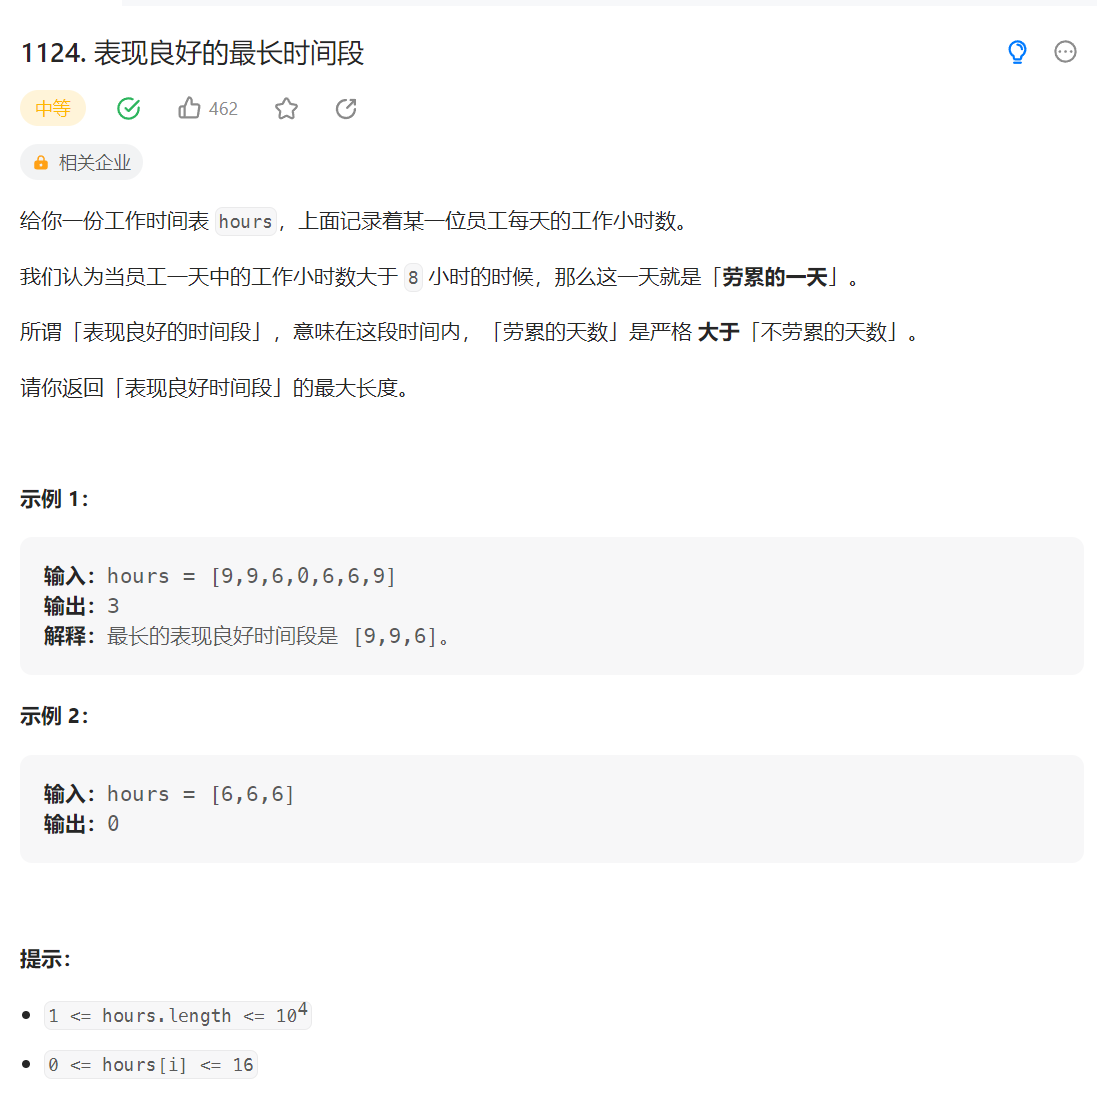 1124. 表现良好的最长时间段
中等 462
相关企业
给你一份工作时间表 hours，上面记录着某一位员工每天的工作小时数。
我们认为当员工一天中的工作小时数大于 8 小时的时候，那么这一天就是「劳累的一天」。
所谓「表现良好的时间段」，意味在这段时间内，「劳累的天数」是严格 大于「不劳累的天数」。
请你返回「表现良好时间段」的最大长度。
示例 1：
输入：hours = [9,9,6,0,6,6,9]
输出：3
解释：最长的表现良好时间段是 [9,9,6]。
示例 2：
输入：hours = [6,6,6]
输出：0
提示：
1 <= hours.length <= 10⁴
0 <= hours[i] <= 16